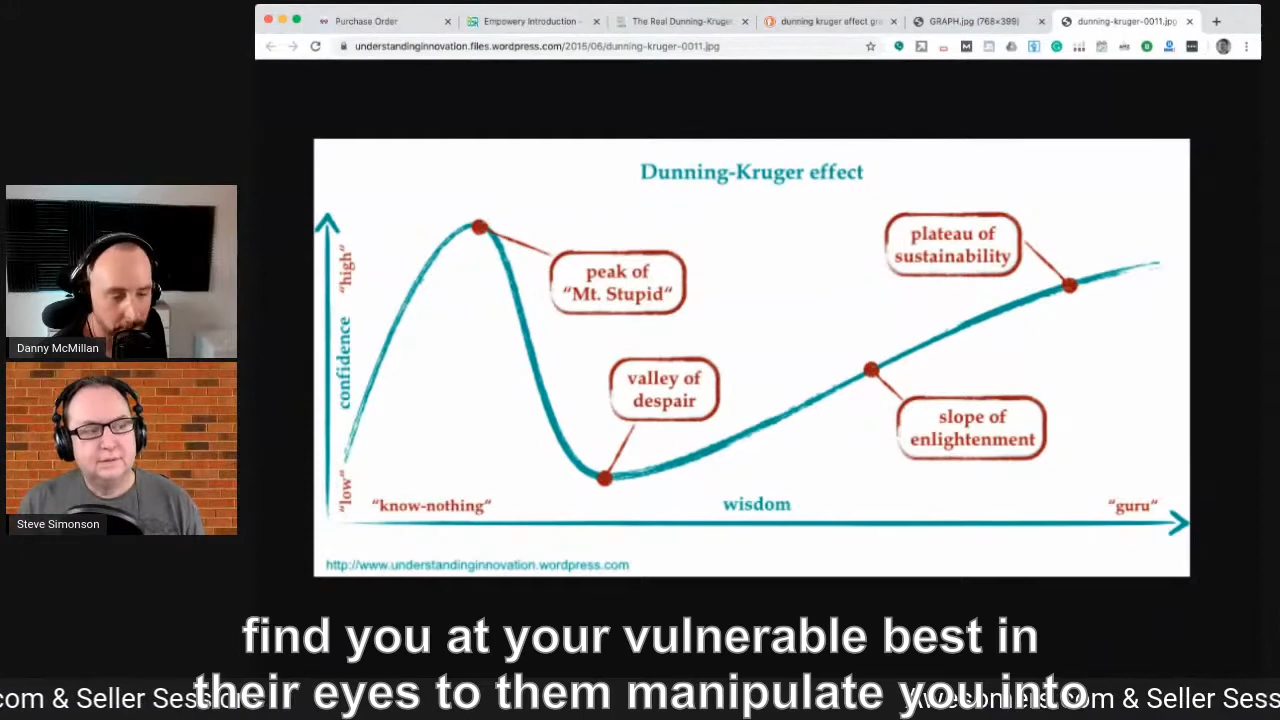 Purchase Order
Empowery Introduction -
The Real Dunning-Kruger
dunning kruger effect gra
GRAPH.jpg (768×399)
dunning-kruger-0011.jpg
understandinginnovation.files.wordpress.com/2015/06/dunning-kruger-0011.jpg
Dunning-Kruger effect
plateau of
sustainability
"high"
peak of
"Mt. Stupid"
confidence
valley of
despair
slope of
enlightenment
"low"
"know-nothing"
wisdom
"guru"
http://www.understandinginnovation.wordpress.com
Danny McMillan
Steve Simonson
find you at your vulnerable best in
their eyes to them manipulate you into
com & Seller Sess
com & Seller Sess